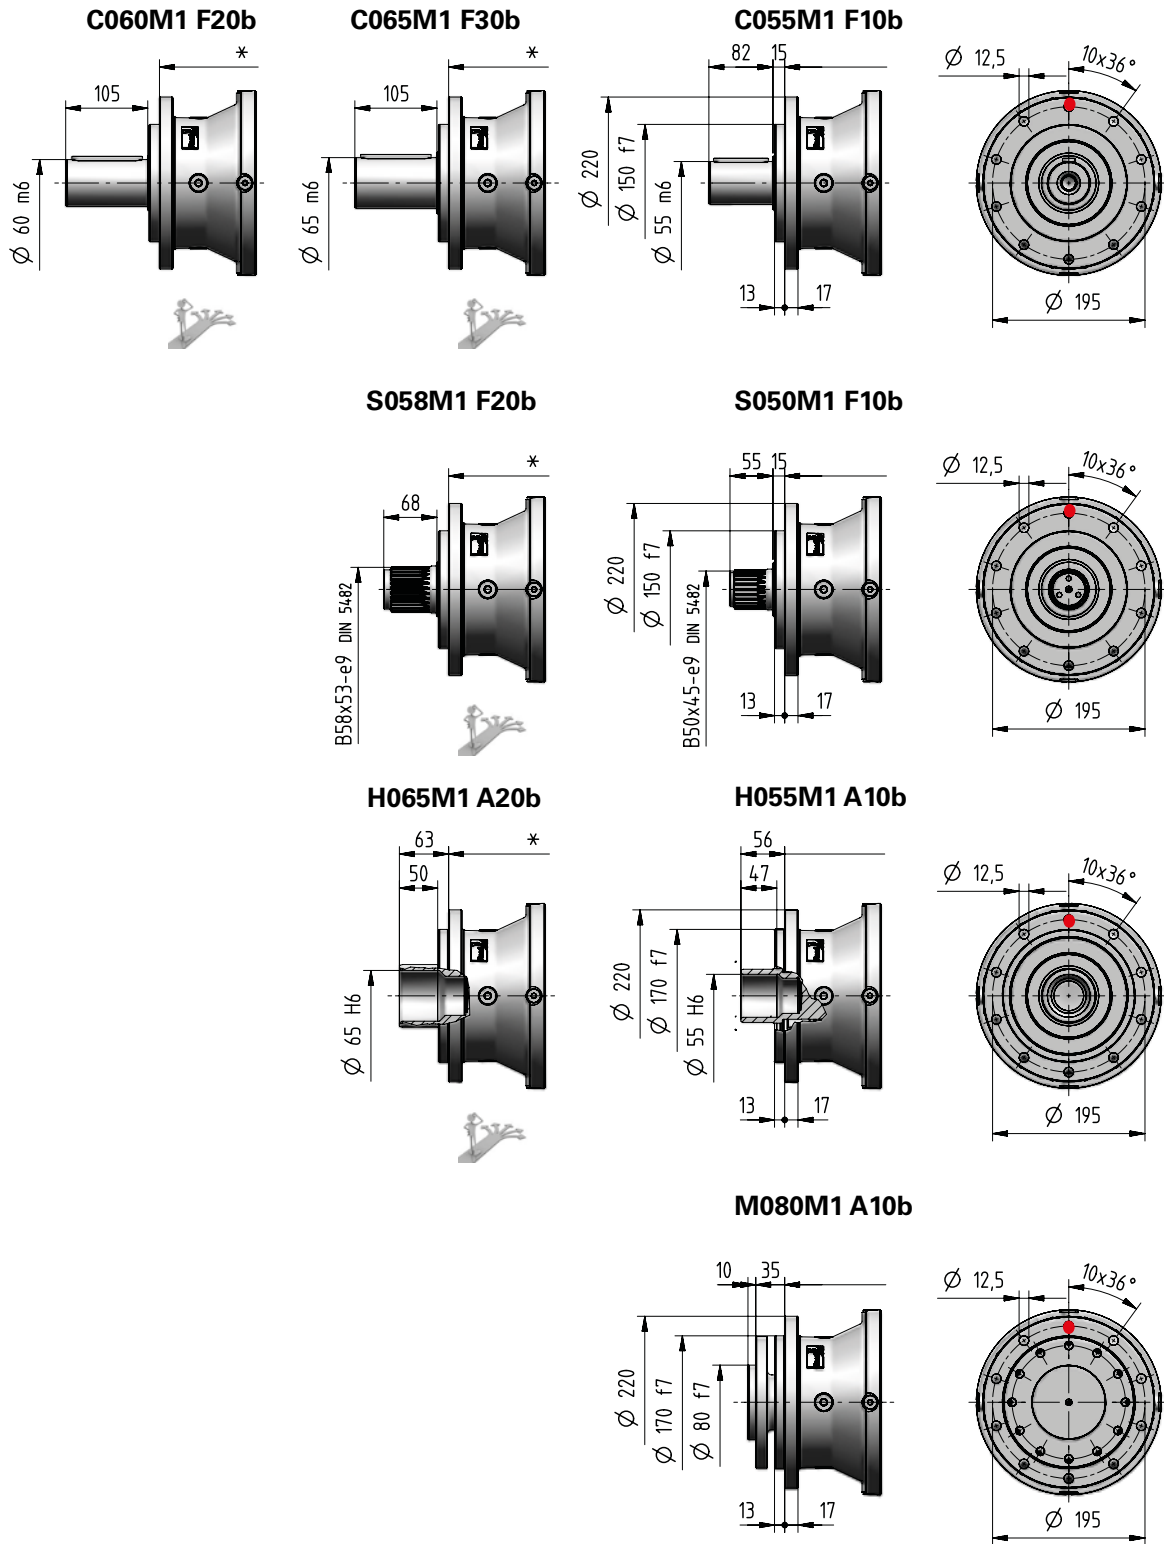 C060M1 F20b
C065M1 F30b
C055M1 F10b
*
105
Ø 60 m6
*
105
Ø 65 m6
82
15
Ø 220
Ø 150 f7
Ø 55 m6
13
17
Ø 12,5
10x36°
Ø 195
S058M1 F20b
S050M1 F10b
*
68
B58x53-e9 DIN 5482
55
15
Ø 220
Ø 150 f7
B50x45-e9 DIN 5482
13
17
Ø 12,5
10x36°
Ø 195
H065M1 A20b
H055M1 A10b
63
*
50
Ø 65 H6
56
47
Ø 220
Ø 170 f7
Ø 55 H6
13
17
Ø 12,5
10x36°
Ø 195
M080M1 A10b
10
35
Ø 220
Ø 170 f7
Ø 80 f7
13
17
Ø 12,5
10x36°
Ø 195